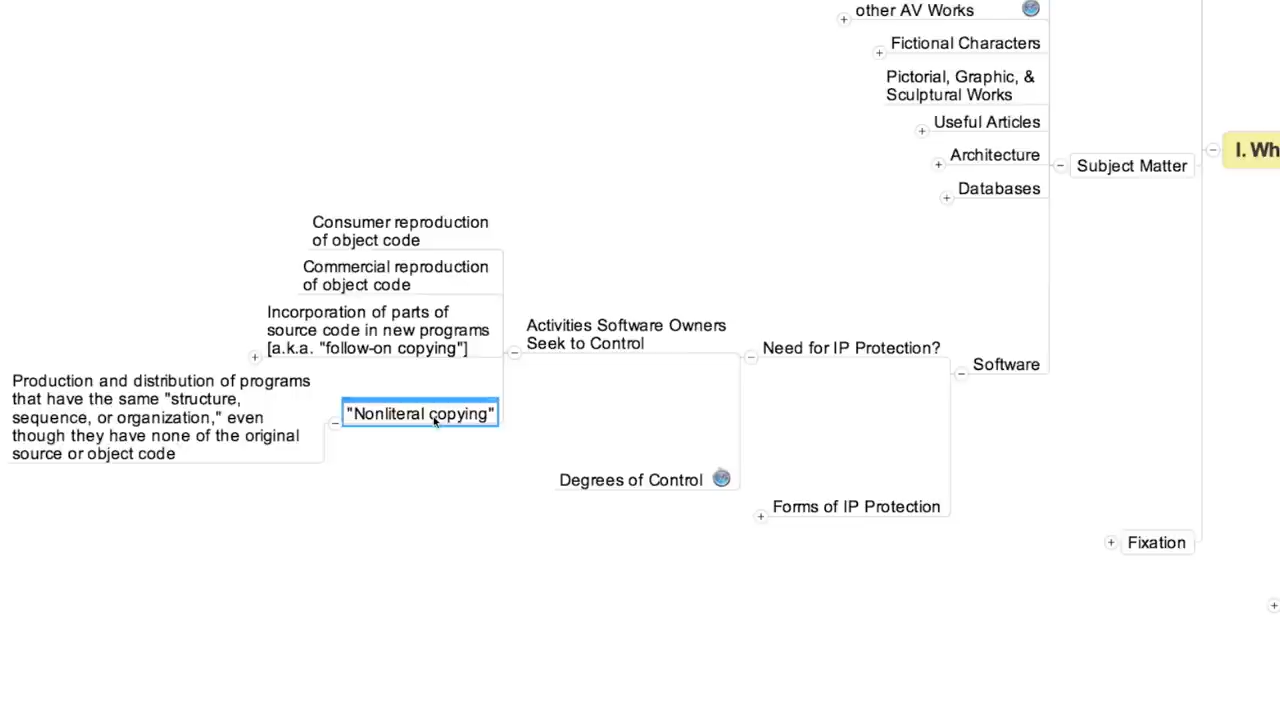 other AV Works
Fictional Characters
Pictorial, Graphic, &
Sculptural Works
Useful Articles
Architecture
Databases
I. Wh
Subject Matter
Consumer reproduction
of object code
Commercial reproduction
of object code
Incorporation of parts of
source code in new programs
[a.k.a. "follow-on copying"]
Activities Software Owners
Seek to Control
Need for IP Protection?
Software
Production and distribution of programs
that have the same "structure,
sequence, or organization," even
though they have none of the original
source or object code
"Nonliteral copying"
Degrees of Control
Forms of IP Protection
Fixation